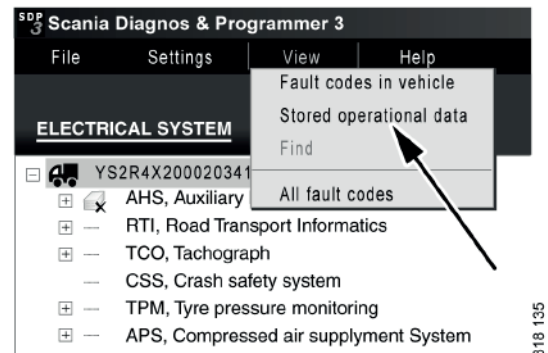 SDP 3 Scania Diagnos & Programmer 3
File Settings View Help
Fault codes in vehicle
Stored operational data
Find
All fault codes
ELECTRICAL SYSTEM
YS2R4X200020341
AHS, Auxiliary
RTI, Road Transport Informatics
TCO, Tachograph
CSS, Crash safety system
TPM, Tyre pressure monitoring
APS, Compressed air supplyment System
318 135